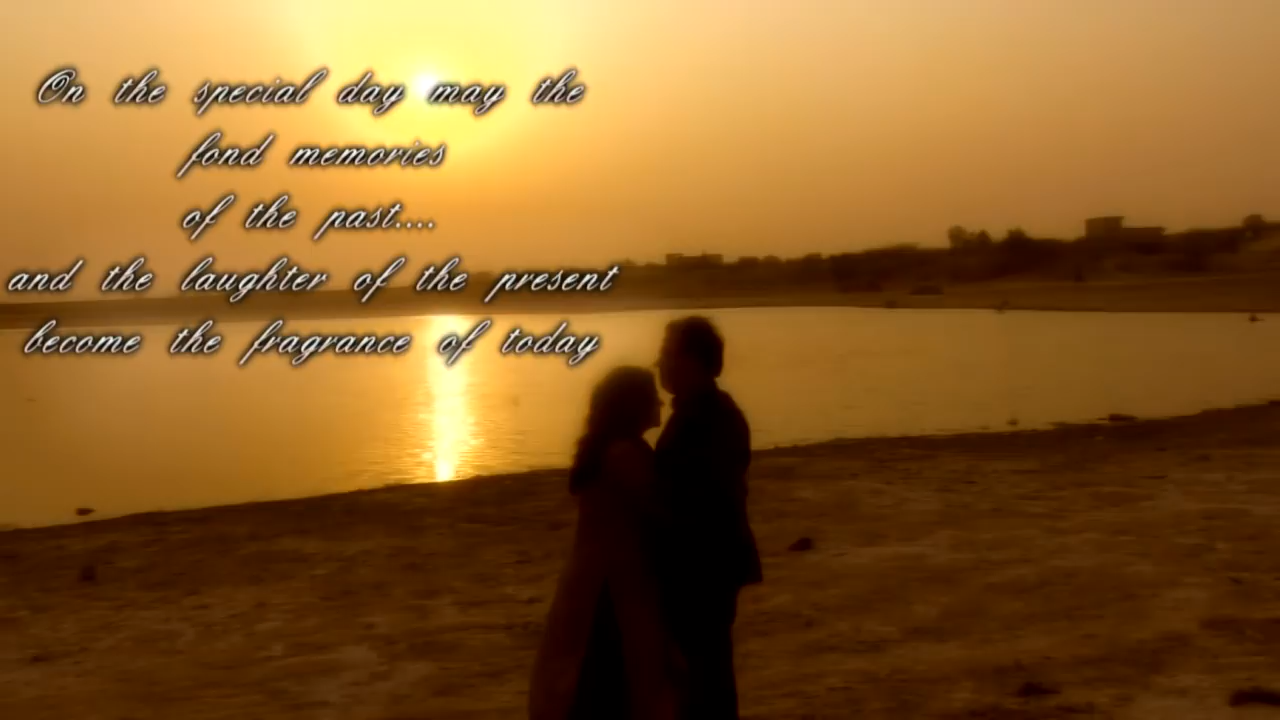 On the special day may the
fond memories
of the past....
and the laughter of the present
become the fragrance of today